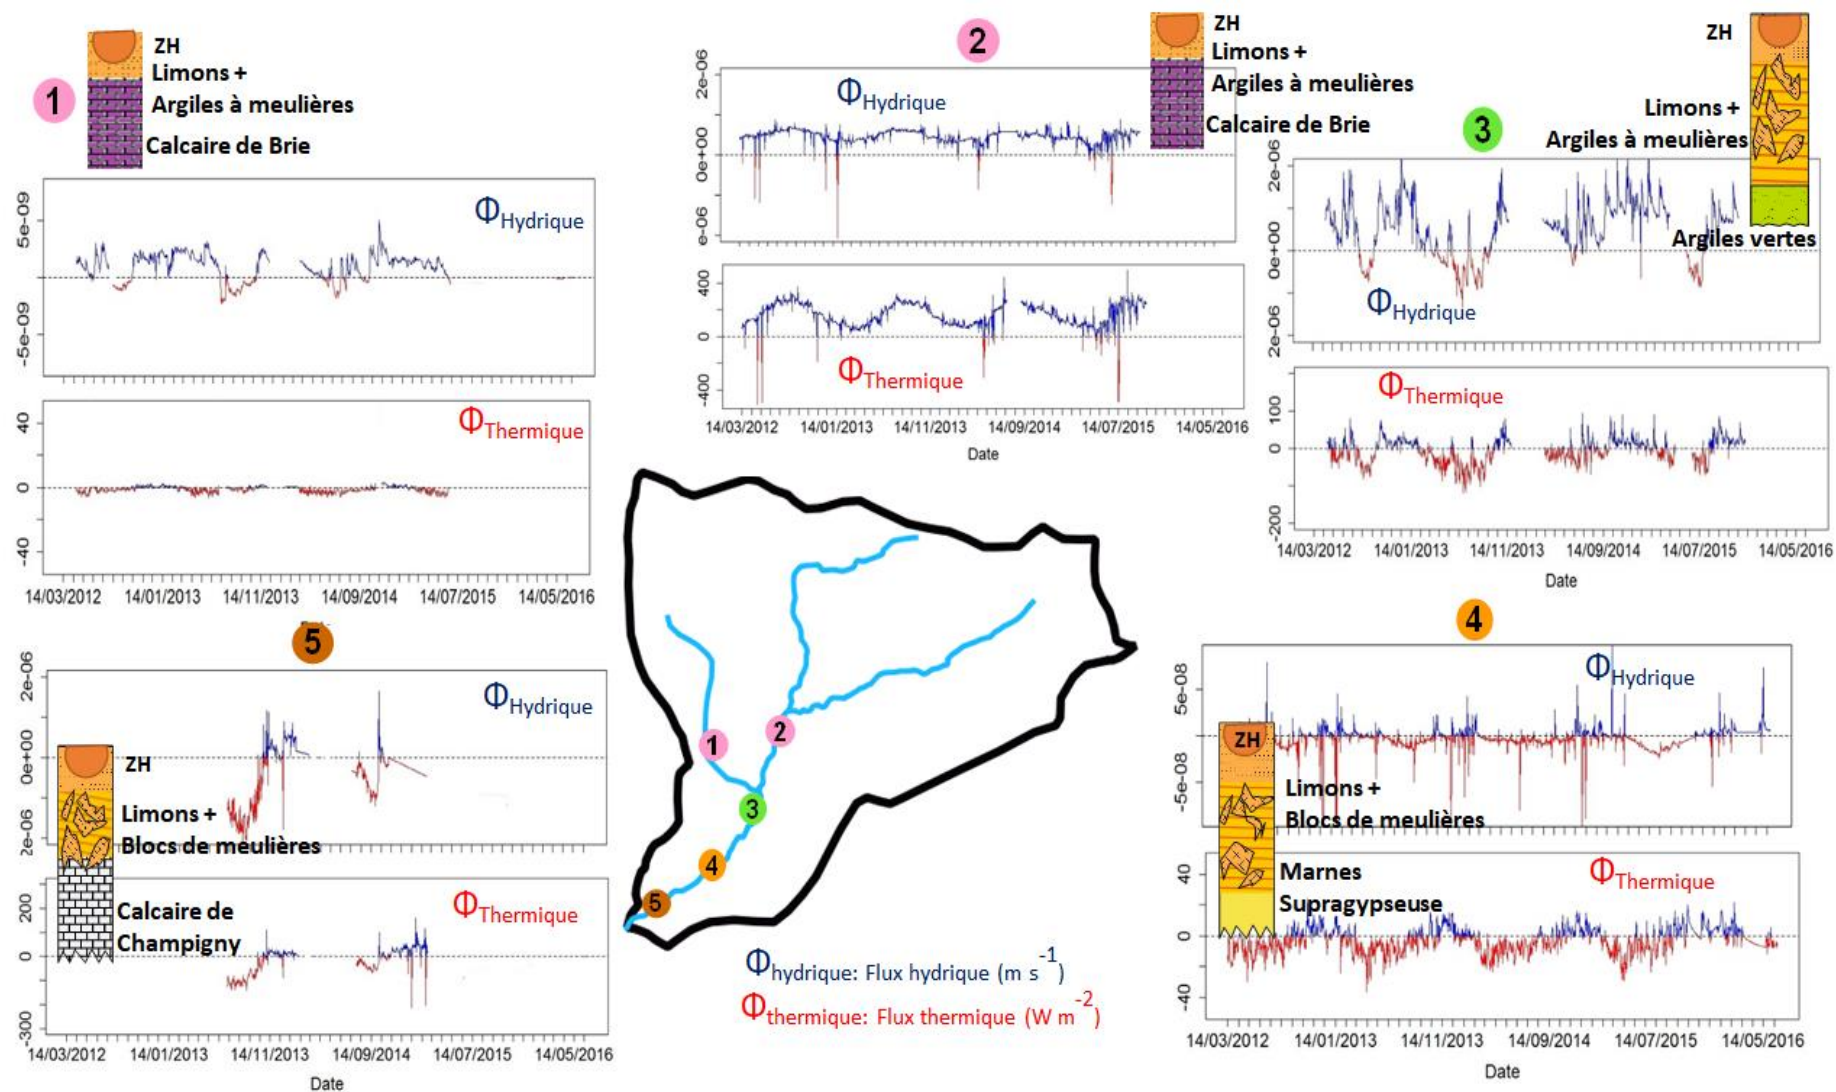 1
ZH
Limons +
Argiles à meulières
Calcaire de Brie
5e-09
-5e-09
ΦHydrique
40
0
-40
ΦThermique
14/03/2012 14/01/2013 14/11/2013 14/09/2014 14/07/2015 14/05/2016
2
ZH
Limons +
Argiles à meulières
Calcaire de Brie
2e-06
0e+00
e-06
ΦHydrique
400
0
-400
ΦThermique
14/03/2012 14/01/2013 14/11/2013 14/09/2014 14/07/2015 14/05/2016
Date
3
ZH
Limons +
Argiles à meulières
Argiles vertes
2e-06
0e+00
2e-06
ΦHydrique
100
0
-200
ΦThermique
14/03/2012 14/01/2013 14/11/2013 14/09/2014 14/07/2015 14/05/2016
Date
5
2e-06
0e+00
2e-06
ΦHydrique
ZH
Limons +
Blocs de meulières
Calcaire de
Champigny
200
0
-300
ΦThermique
14/03/2012 14/01/2013 14/11/2013 14/09/2014 14/07/2015 14/05/2016
Date
1
2
3
4
5
Φhydrique: Flux hydrique (m s-1)
Φthermique: Flux thermique (W m-2)
4
5e-08
-5e-08
ΦHydrique
ZH
Limons +
Blocs de meulières
Marnes
Supragypseuse
40
0
-40
ΦThermique
14/03/2012 14/01/2013 14/11/2013 14/09/2014 14/07/2015 14/05/2016
Date